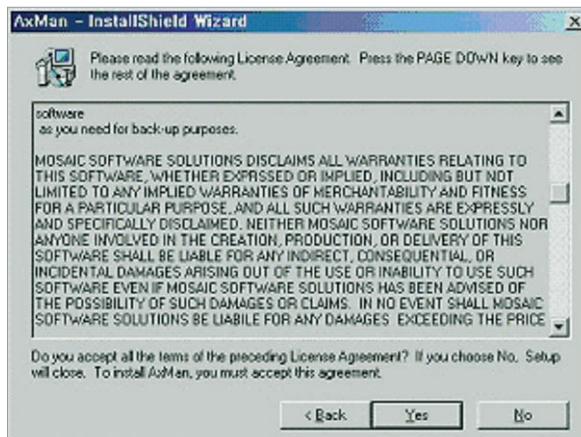 AxMan - InstallShield Wizard
Please read the following License Agreement. Press the PAGE DOWN key to see
the rest of the agreement.
software
as you need for back-up purposes.
MOSAIC SOFTWARE SOLUTIONS DISCLAIMS ALL WARRANTIES RELATING TO
THIS SOFTWARE, WHETHER EXPRSSED OR IMPLIED, INCLUDING BUT NOT
LIMITED TO ANY IMPLIED WARRANTIES OF MERCHANTABILITY AND FITNESS
FOR A PARTICULAR PURPOSE, AND ALL SUCH WARRANTIES ARE EXPRESSLY
AND SPECIFICALLY DISCLAIMED. NEITHER MOSAIC SOFTWARE SOLUTIONS NOR
ANYONE INVOLVED IN THE CREATION, PRODUCTION, OR DELIVERY OF THIS
SOFTWARE SHALL BE LIABLE FOR ANY INDIRECT, CONSEQUENTIAL, OR
INCIDENTAL DAMAGES ARISING OUT OF THE USE OR INABILITY TO USE SUCH
SOFTWARE EVEN IF MOSAIC SOFTWARE SOLUTIONS HAS BEEN ADVISED OF
THE POSSIBILITY OF SUCH DAMAGES OR CLAIMS. IN NO EVENT SHALL MOSAIC
SOFTWARE SOLUTIONS BE LIABILE FOR ANY DAMAGES EXCEEDING THE PRICE
Do you accept all the terms of the preceding License Agreement? If you choose No, Setup
will close. To install AxMan, you must accept this agreement.
< Back
Yes
No